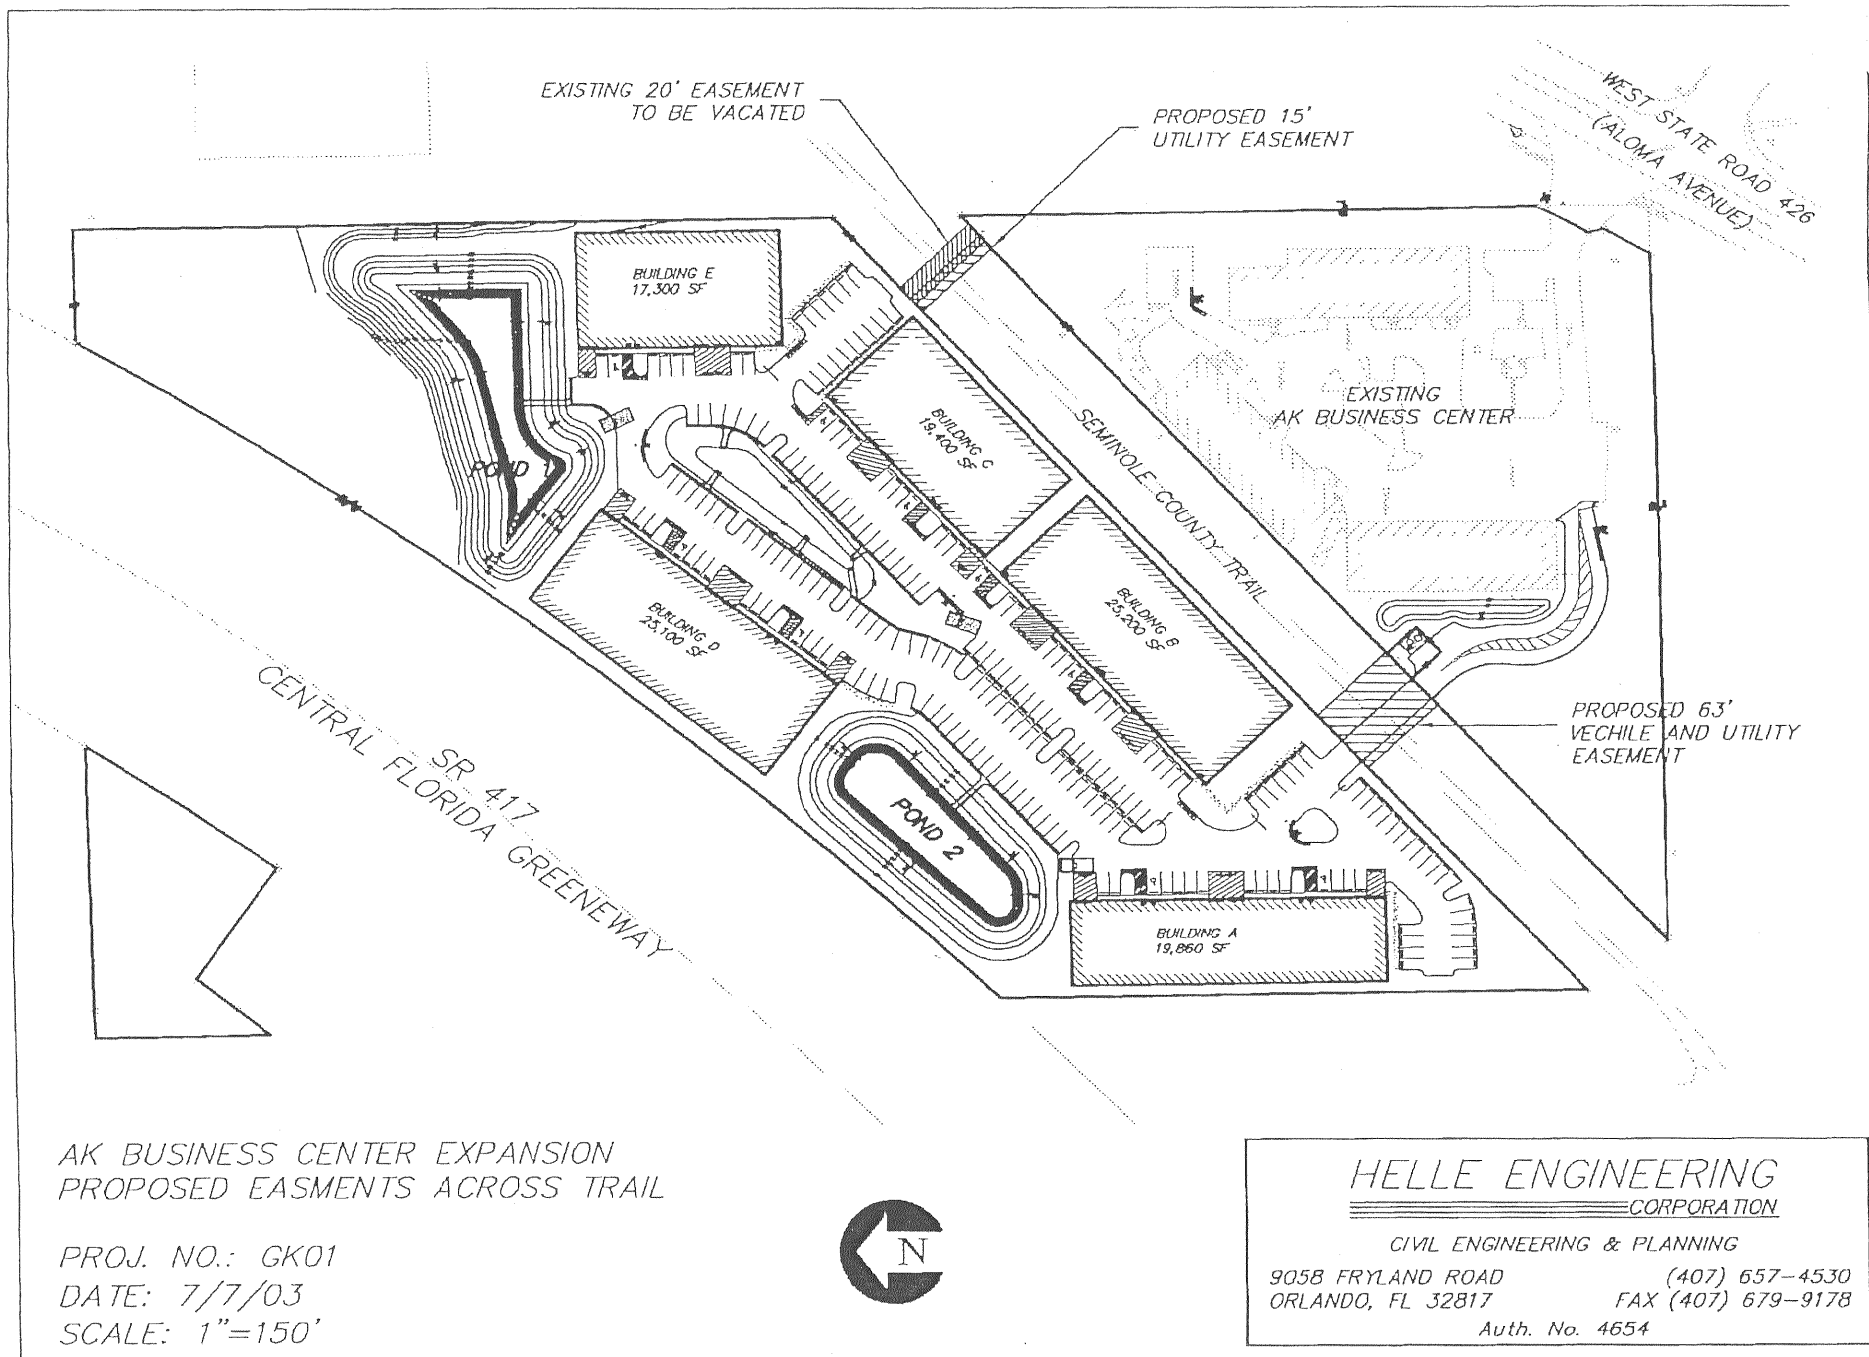 EXISTING 20' EASEMENT
TO BE VACATED
PROPOSED 15'
UTILITY EASEMENT
WEST STATE ROAD 426
(ALOMA AVENUE)
BUILDING E
17,300 SF
EXISTING
AK BUSINESS CENTER
BUILDING C
19,400 SF
SEMINOLE COUNTY TRAIL
POND 1
BUILDING D
25,100 SF
BUILDING B
25,200 SF
PROPOSED 63'
VECHILE AND UTILITY
EASEMENT
SR 417
CENTRAL FLORIDA GREENEWAY
POND 2
BUILDING A
19,860 SF
AK BUSINESS CENTER EXPANSION
PROPOSED EASMENTS ACROSS TRAIL
PROJ. NO.: GK01
DATE: 7/7/03
SCALE: 1"=150'
N
HELLE ENGINEERING
CORPORATION
CIVIL ENGINEERING & PLANNING
9058 FRYLAND ROAD (407) 657-4530
ORLANDO, FL 32817 FAX (407) 679-9178
Auth. No. 4654